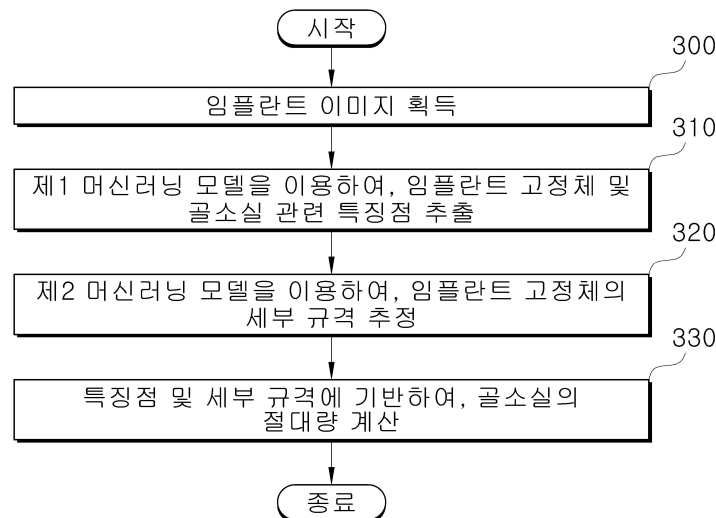 시작
300
임플란트 이미지 획득
310
제1 머신러닝 모델을 이용하여, 임플란트 고정체 및
골소실 관련 특징점 추출
320
제2 머신러닝 모델을 이용하여, 임플란트 고정체의
세부 규격 추정
330
특징점 및 세부 규격에 기반하여, 골소실의
절대량 계산
종료